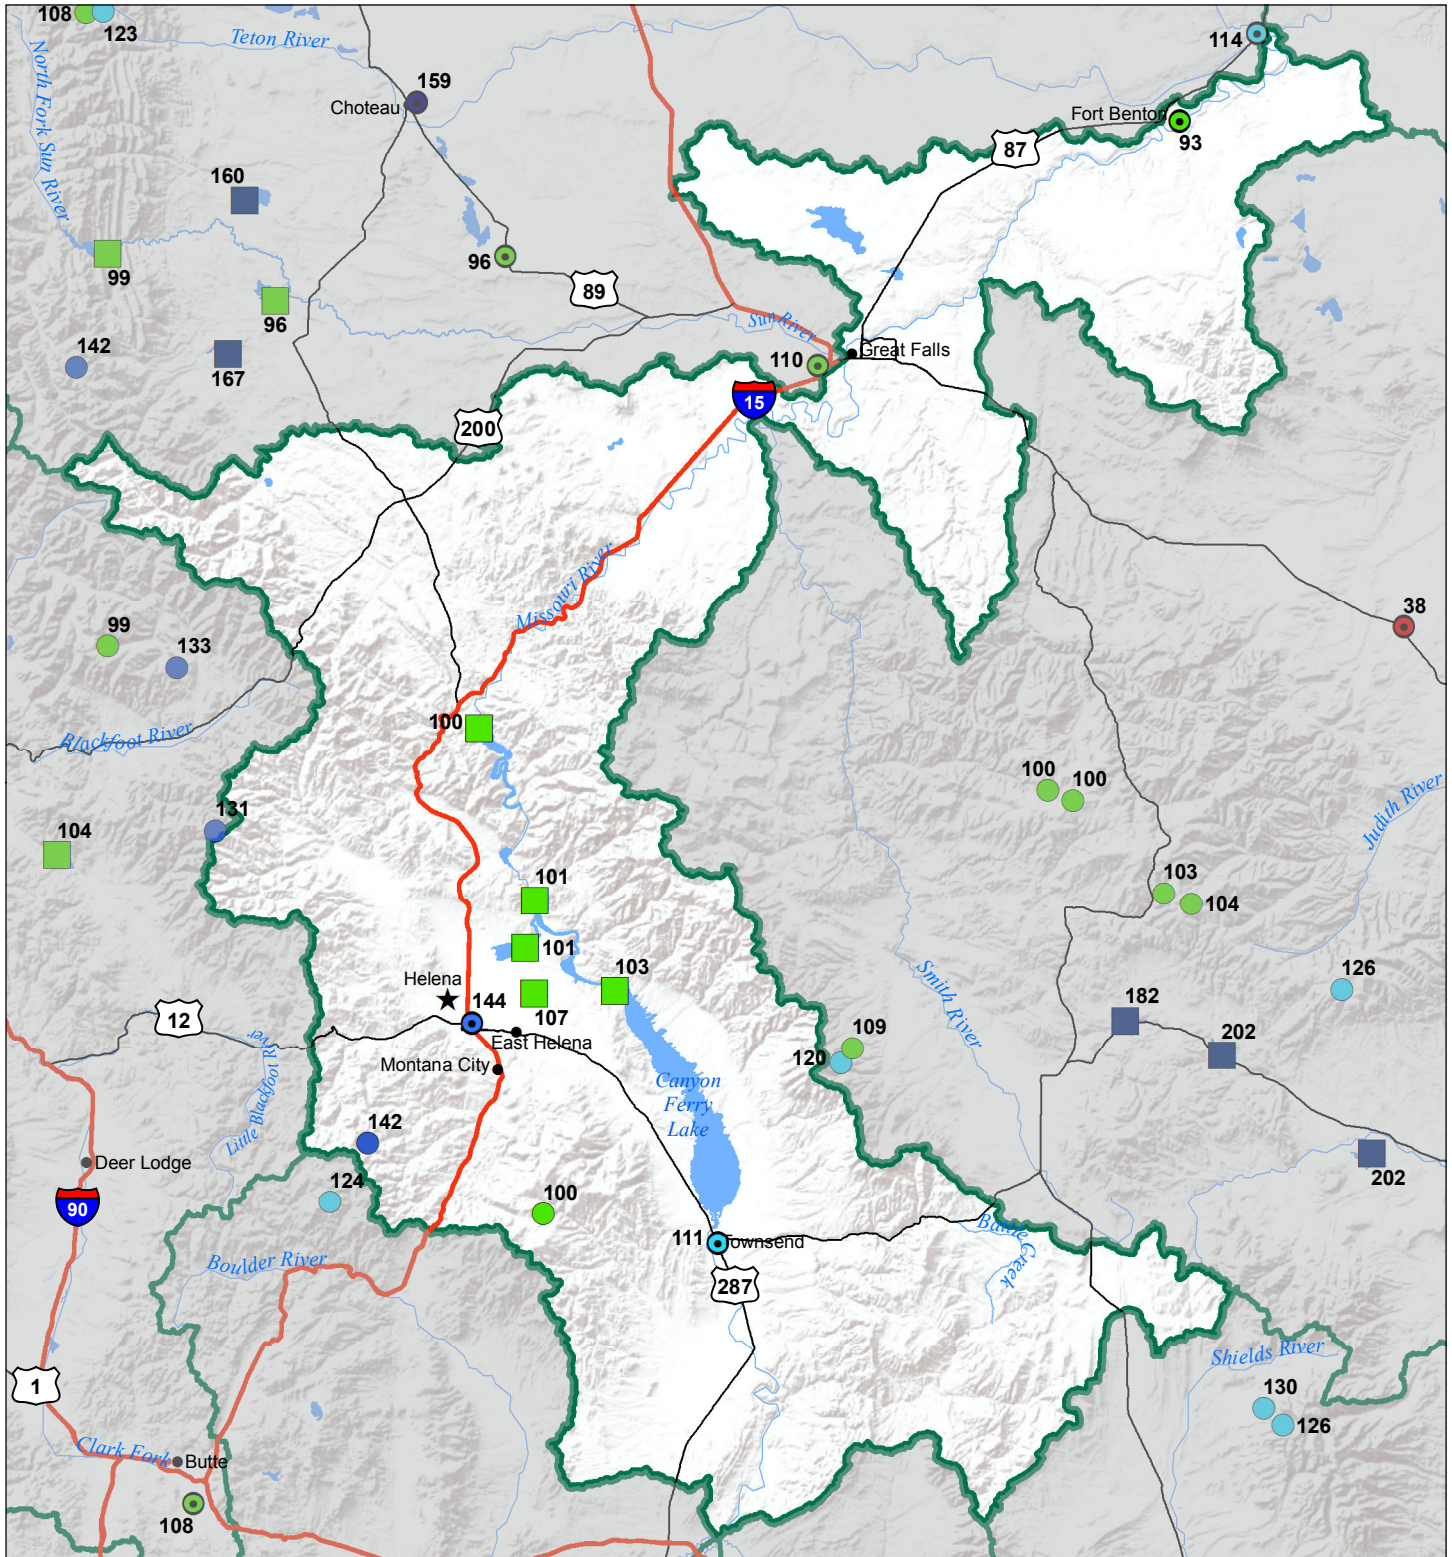 108
123
Teton River
114
North Fork Sun River
159
Choteau
Fort Benton
93
87
160
99
96
89
96
Sun River
142
167
110
Great Falls
15
200
Missouri River
38
99
133
Blackfoot River
100
100
100
Judith River
131
104
101
103
104
101
Helena
103
Smith River
126
144
107
182
12
East Helena
109
120
202
Little Blackfoot River
Montana City
Canyon
Ferry
Lake
142
Deer Lodge
202
124
90
100
111
Townsend
Battle Creek
Boulder River
287
Shields River
1
130
126
Clark Fork
Butte
108